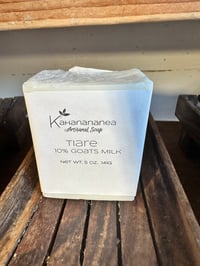 Kahanananea
Artisanal Soap
Tiare
10% GOATS MILK
NET WT. 5 OZ. 141G